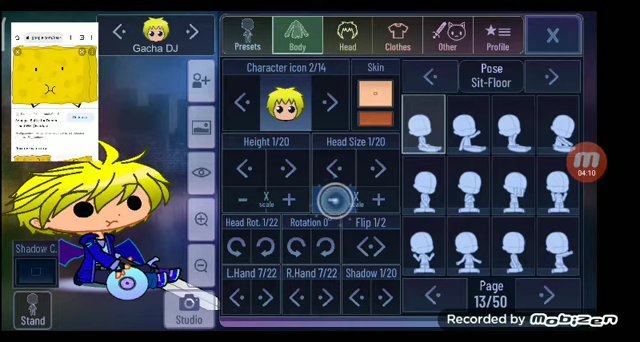 Gacha DJ
Presets
Body
Head
Clothes
Other
Profile
X
Character icon 2/14
Skin
Pose
Sit-Floor
Height 1/20
Head Size 1/20
X
scale
X
scale
Head Rot. 1/22
Rotation 0°
Flip 1/2
L.Hand 7/22
R.Hand 7/22
Shadow 1/20
Shadow C.
Stand
Studio
Page
13/50
04:10
Recorded by Mobizen